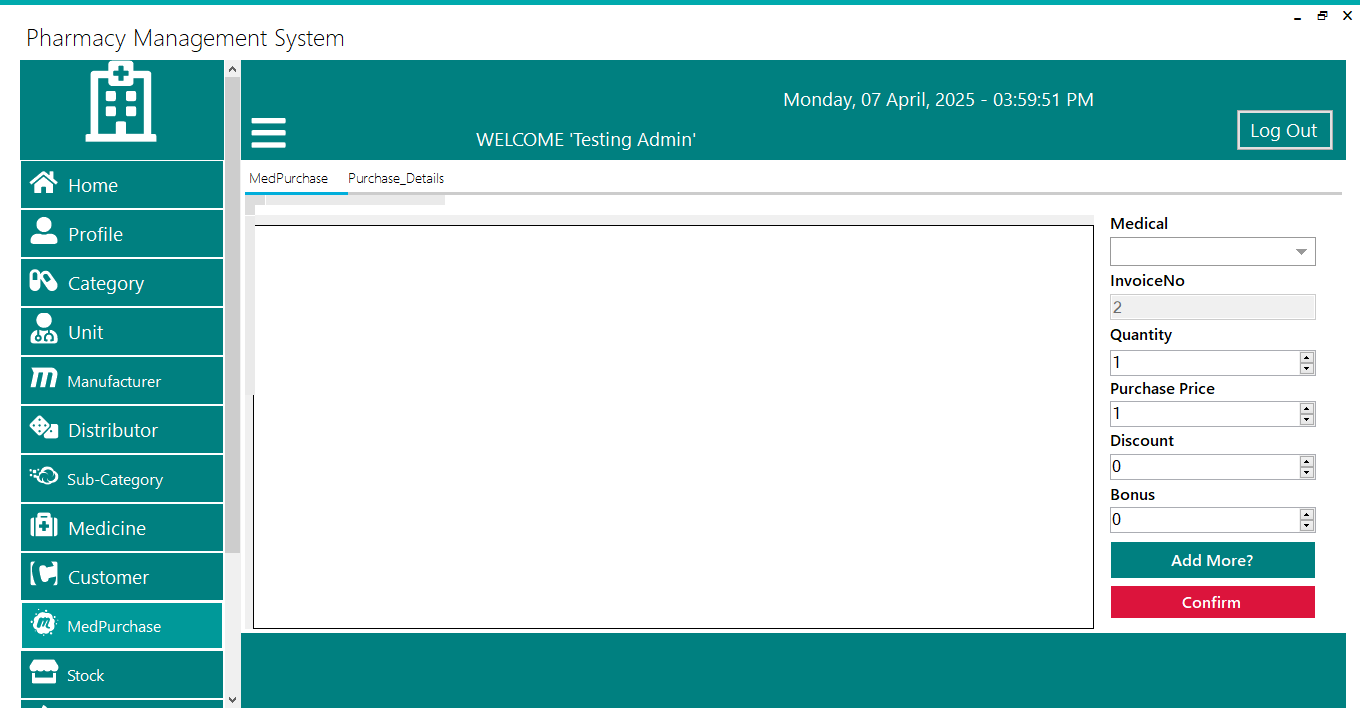 Pharmacy Management System
Monday, 07 April, 2025 - 03:59:51 PM
WELCOME 'Testing Admin'
Log Out
Home
Profile
Category
Unit
Manufacturer
Distributor
Sub-Category
Medicine
Customer
MedPurchase
Stock
MedPurchase
Purchase_Details
Medical
InvoiceNo
2
Quantity
1
Purchase Price
1
Discount
0
Bonus
0
Add More?
Confirm